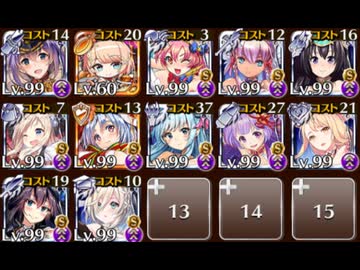 コスト14 コスト20 コスト3 コスト12 コスト16
Lv.99 Lv.60 Lv.99 S Lv.99 S Lv.99 S
コスト7 コスト13 コスト37 コスト27 コスト21
Lv.99 S Lv.99 S Lv.99 S Lv.99 S Lv.99 S
コスト19 コスト10
Lv.99 S Lv.99 S 13 14 15